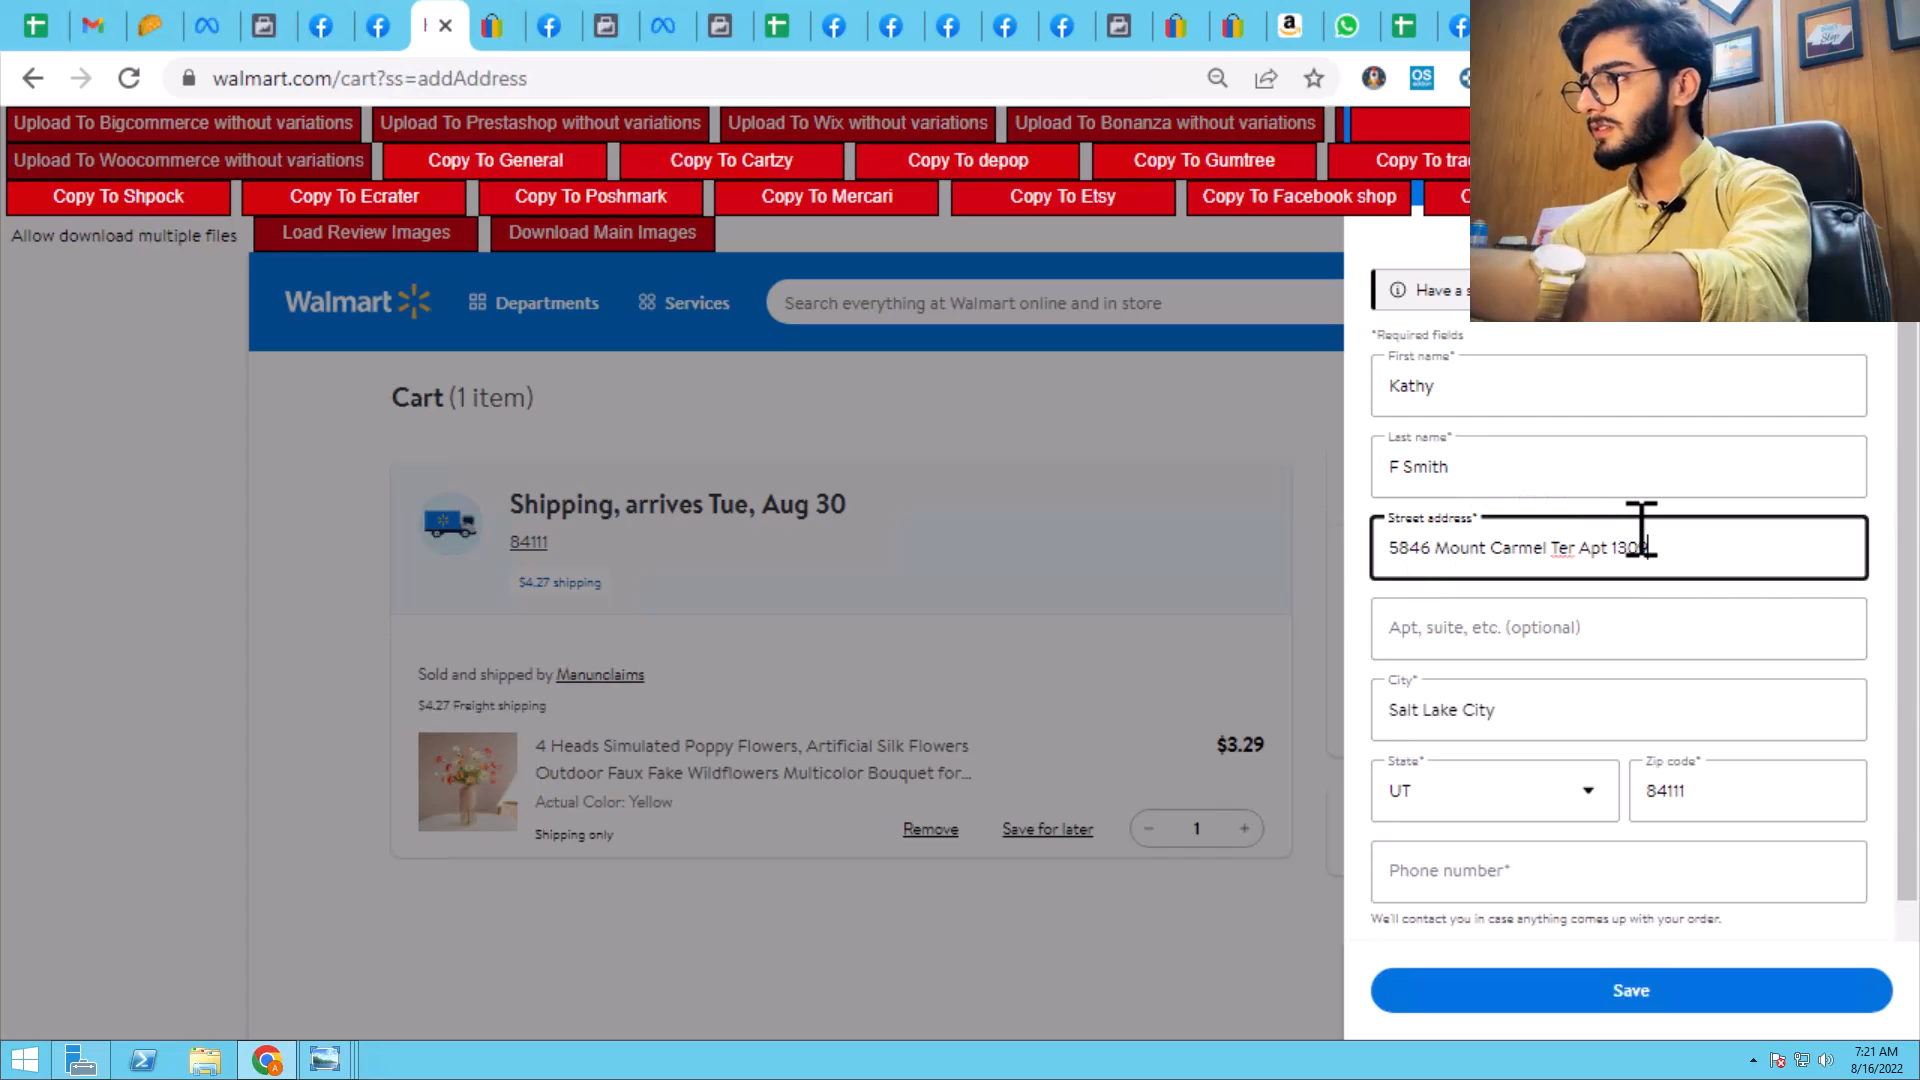 walmart.com/cart?ss=addAddress
OS
Upload To Bigcommerce without variations
Upload To Prestashop without variations
Upload To Wix without variations
Upload To Bonanza without variations
Upload To Woocommerce without variations
Copy To General
Copy To Cartzy
Copy To depop
Copy To Gumtree
Copy To
Copy To Shpock
Copy To Ecrater
Copy To Poshmark
Copy To Mercari
Copy To Etsy
Copy To Facebook shop
Allow download multiple files
Load Review Images
Download Main Images
Walmart
Departments
Services
Search everything at Walmart online and in store
Cart (1 item)
Shipping, arrives Tue, Aug 30
84111
$4.27 shipping
Sold and shipped by Manunclaims
$4.27 Freight shipping
4 Heads Simulated Poppy Flowers, Artificial Silk Flowers
Outdoor Faux Fake Wildflowers Multicolor Bouquet for...
$3.29
Actual Color: Yellow
Shipping only
Remove
Save for later
1
Have a
*Required fields
First name*
Kathy
Last name*
F Smith
Street address*
5846 Mount Carmel Ter Apt
Apt, suite, etc. (optional)
City*
Salt Lake City
State*
UT
Zip code*
84111
Phone number*
We'll contact you in case anything comes up with your order.
Save
7:21 AM
8/16/2022